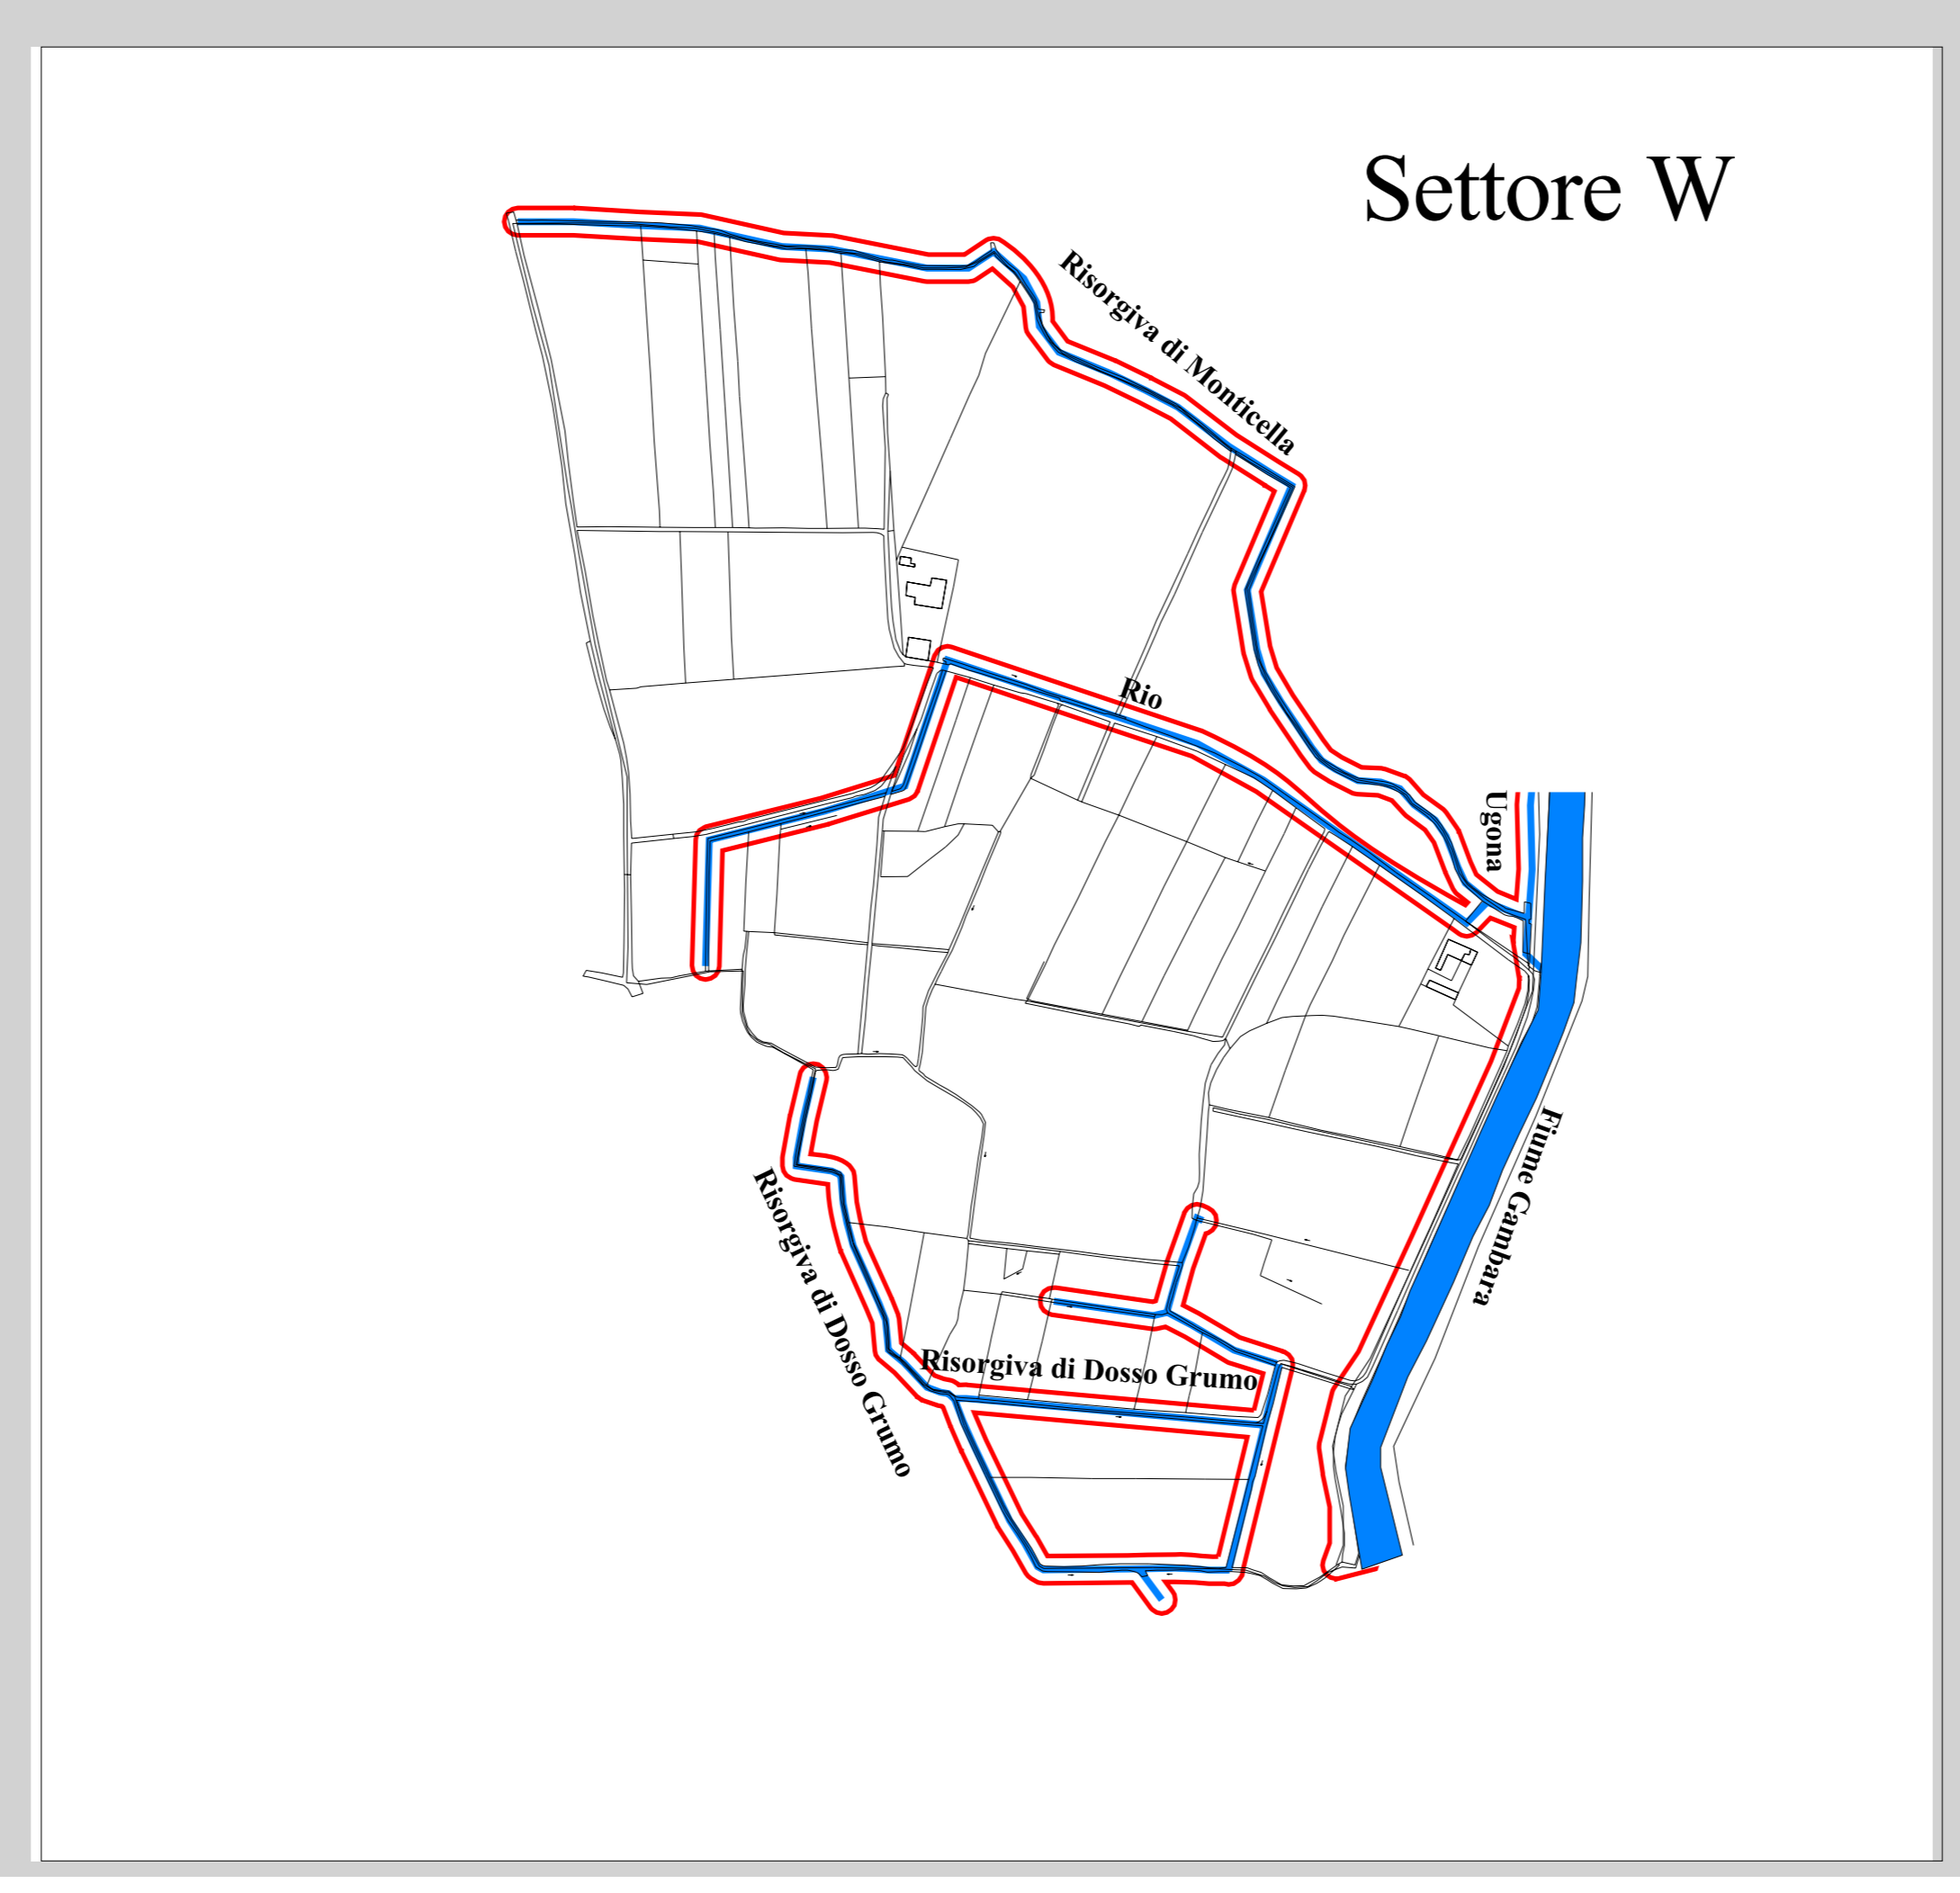 Settore W
Risorgiva di Monticella
Rio
Ugona
Fiume Gambara
Risorgiva di Dosso Grumo
Risorgiva di Dosso Grumo